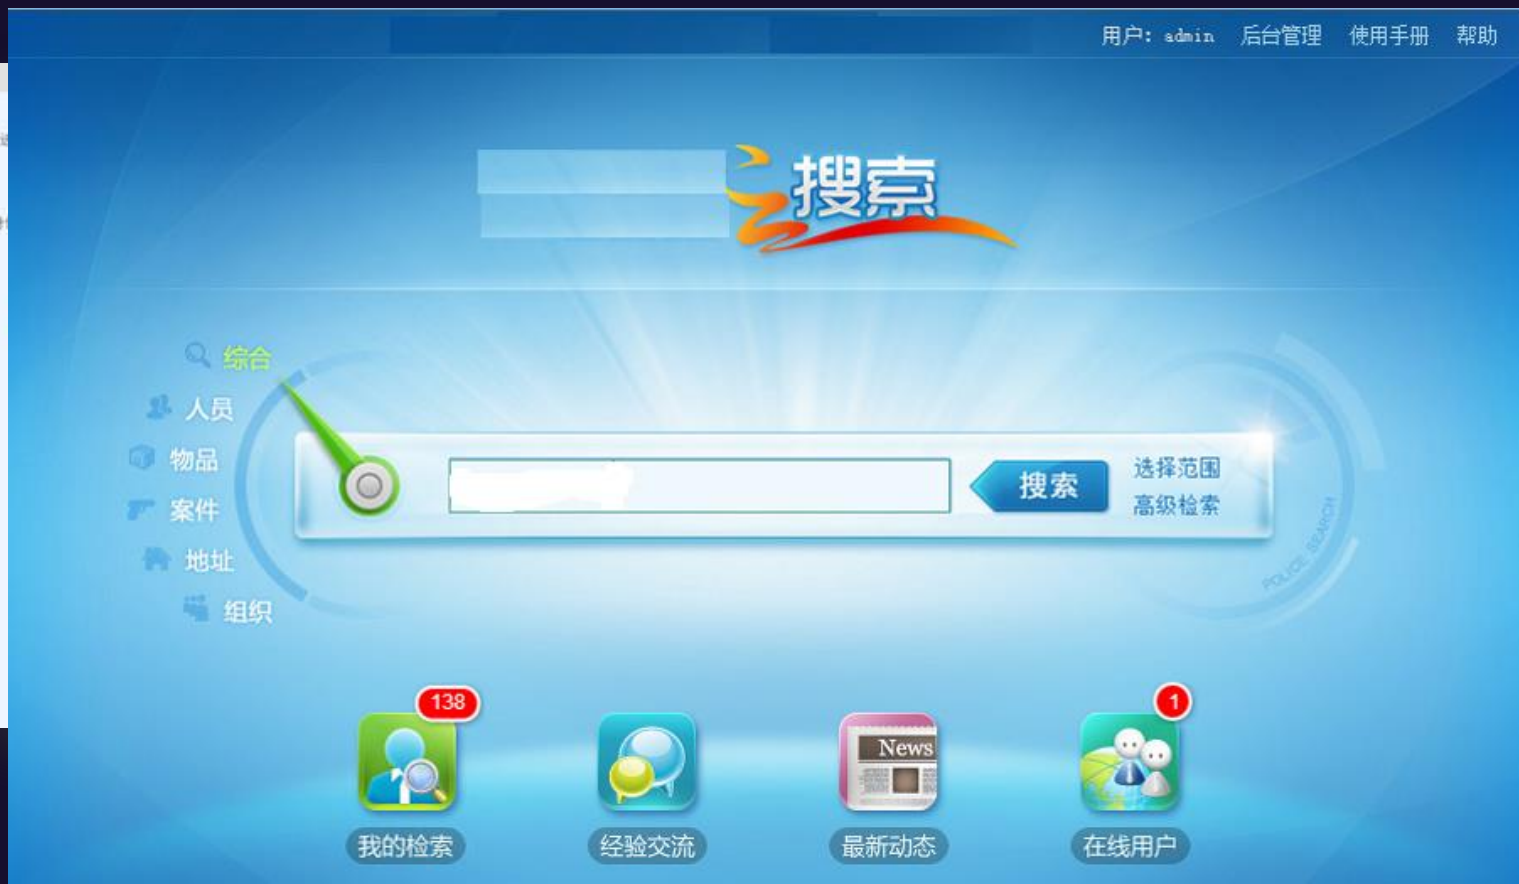 用户: admin 后台管理 使用手册 帮助
搜索
综合
人员
物品
案件
地址
组织
搜索
选择范围
高级检索
POLICE SEARCH
138
1
News
我的检索
经验交流
最新动态
在线用户